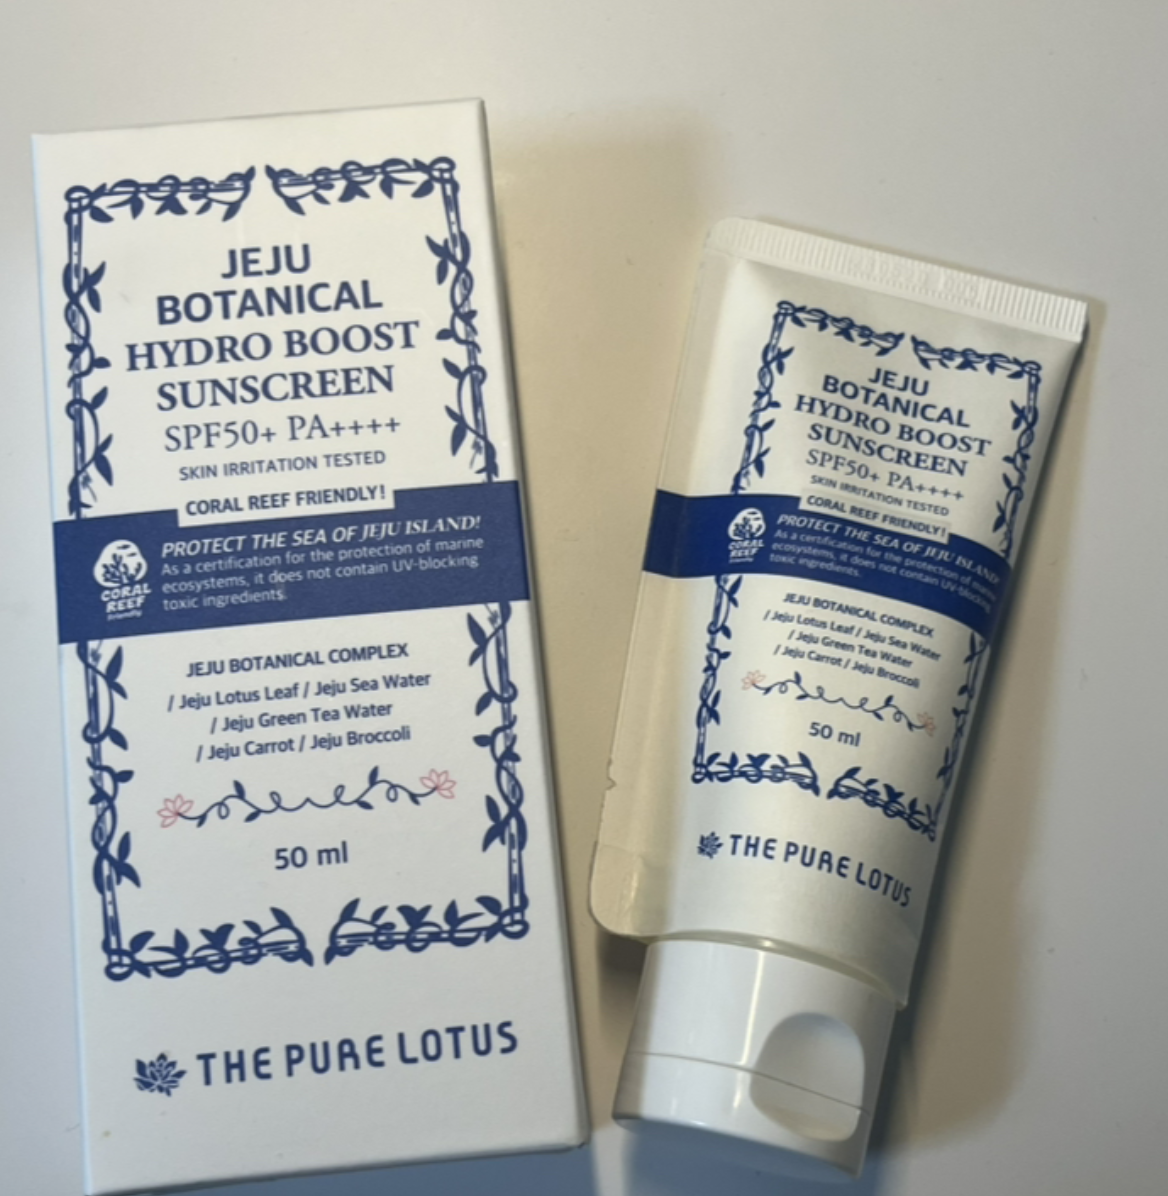 JEJU
BOTANICAL
HYDRO BOOST
SUNSCREEN
SPF50+ PA++++
SKIN IRRITATION TESTED
CORAL REEF FRIENDLY!
PROTECT THE SEA OF JEJU ISLAND!
As a certification for the protection of marine
ecosystems, it does not contain UV-blocking
toxic ingredients.
CORAL
REEF
friendly
JEJU BOTANICAL COMPLEX
/ Jeju Lotus Leaf / Jeju Sea Water
/ Jeju Green Tea Water
/ Jeju Carrot / Jeju Broccoli
50 ml
THE PURE LOTUS
JEJU
BOTANICAL
HYDRO BOOST
SUNSCREEN
SPF50+ PA++++
SKIN IRRITATION TESTED
CORAL REEF FRIENDLY!
PROTECT THE SEA OF JEJU ISLAND!
As a certification for the protection of marine
ecosystems, it does not contain UV-blocking
toxic ingredients.
CORAL
REEF
friendly
JEJU BOTANICAL COMPLEX
/ Jeju Lotus Leaf / Jeju Sea Water
/ Jeju Green Tea Water
/ Jeju Carrot / Jeju Broccoli
50 ml
THE PURE LOTUS